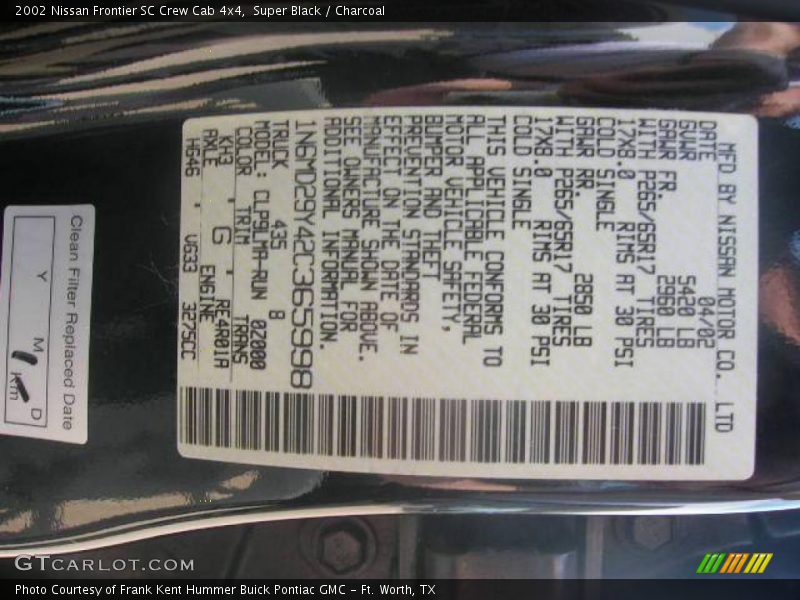 2002 Nissan Frontier SC Crew Cab 4x4, Super Black / Charcoal
MFD BY NISSAN MOTOR CO., LTD
DATE 04/02
GVWR 5420 LB
GAWR FR. 2960 LB
WITH P265/65R17 TIRES
17X8.0 RIMS AT 30 PSI
COLD SINGLE
GAWR RR. 2850 LB
WITH P265/65R17 TIRES
17X8.0 RIMS AT 30 PSI
COLD SINGLE
THIS VEHICLE CONFORMS TO
ALL APPLICABLE FEDERAL
MOTOR VEHICLE SAFETY,
BUMPER AND THEFT
PREVENTION STANDARDS IN
EFFECT ON THE DATE OF
MANUFACTURE SHOWN ABOVE.
SEE OWNERS MANUAL FOR
ADDITIONAL INFORMATION.
1N6MD29Y42C365998
TRUCK 435 8
MODEL: CLP9LMA-RUN 02000
COLOR TRIM TRANS
KH3 G RE4R01A
AXLE ENGINE
H546 VG33 3275CC
Clean Filter Replaced Date
Y M D
Km
GTCARLOT.COM
Photo Courtesy of Frank Kent Hummer Buick Pontiac GMC - Ft. Worth, TX